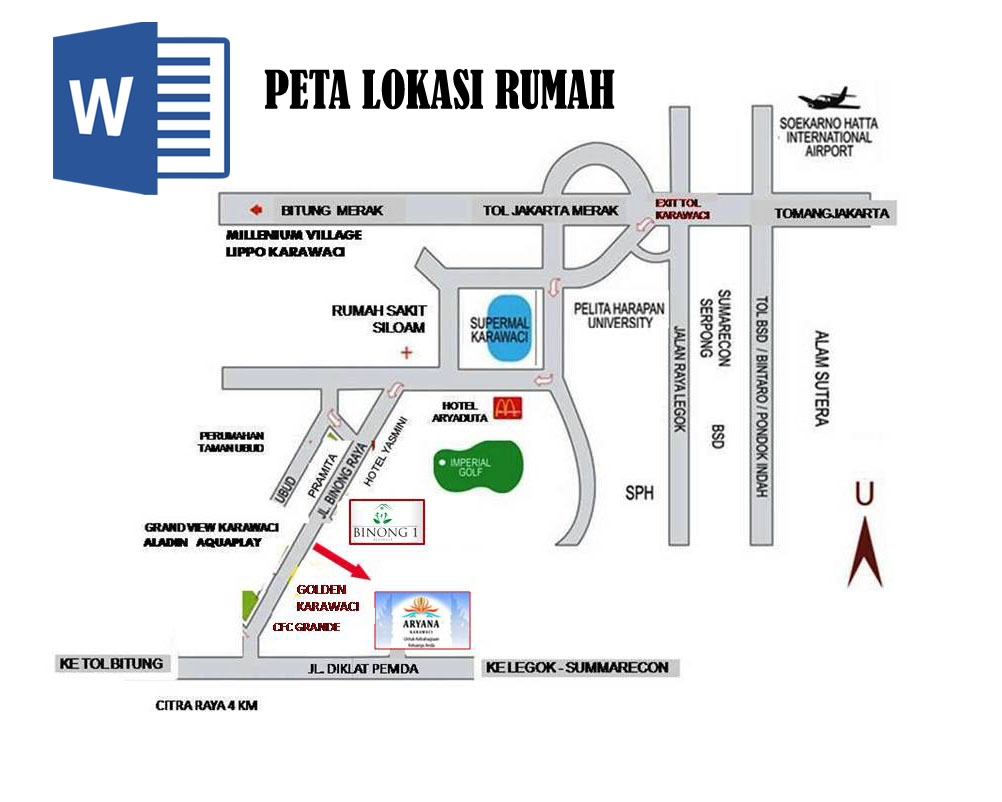 W
PETA LOKASI RUMAH
SOEKARNO HATTA
INTERNATIONAL
AIRPORT
BITUNG MERAK
TOL JAKARTA MERAK
EXIT TOL
KARAWACI
TOMANGJAKARTA
MILLENIUM VILLAGE
LIPPO KARAWACI
RUMAH SAKIT
SILOAM
SUPERMAL
KARAWACI
PELITA HARAPAN
UNIVERSITY
JALAN RAYA LEGOK
SUMARECON
SERPONG
BSD
TOL BSD / BINTARO / PONDOK INDAH
ALAM SUTERA
HOTEL
ARYADUTA
PERUMAHAN
TAMAN UBUD
UBUD
PRAMITA
JL. BINONG RAYA
HOTEL YASMINI
IMPERIAL
GOLF
SPH
U
GRAND VIEW KARAWACI
ALADIN AQUAPLAY
BINONG 1
GOLDEN
KARAWACI
CFC GRANDE
ARYANA
KARAWACI
Untuk Kebahagiaan
Keluarga Anda
KE TOL BITUNG
JL. DIKLAT PEMDA
KE LEGOK - SUMMARECON
CITRA RAYA 4 KM